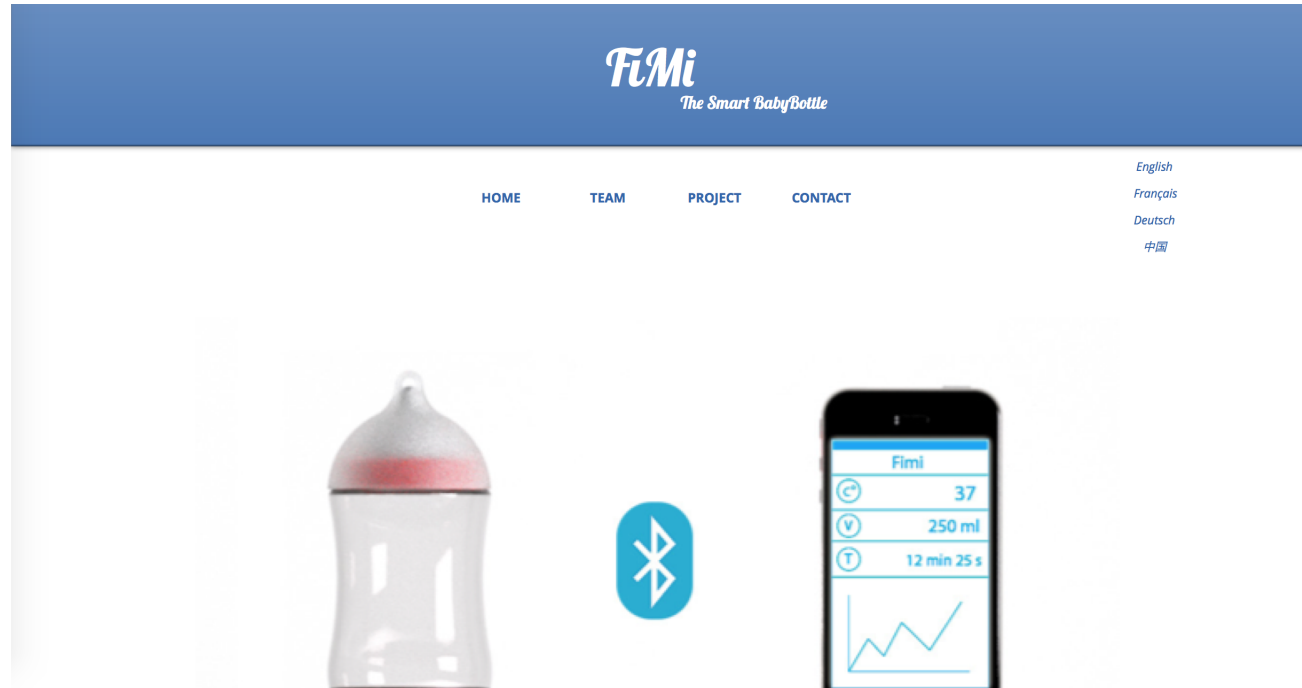 FiMi
The Smart BabyBottle
HOME TEAM PROJECT CONTACT
English
Français
Deutsch
中国
Fimi
C° 37
V 250 ml
T 12 min 25 s